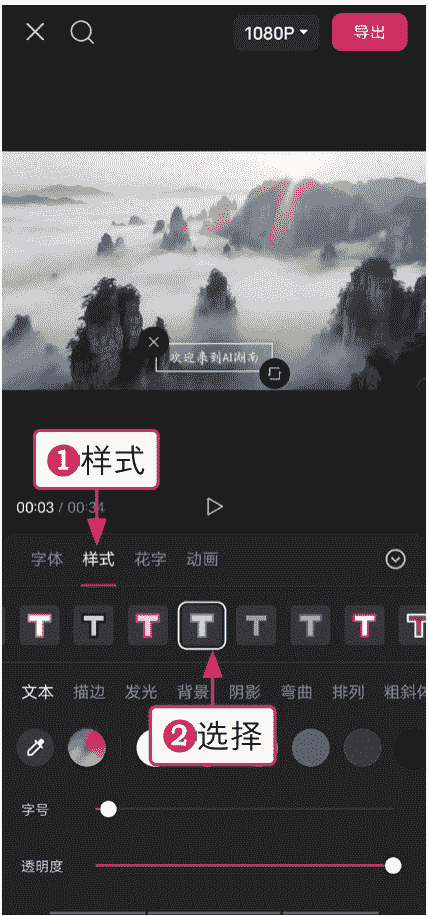 1080P 导出
欢迎来到AI湖南
❶样式
00:03 / 00:34
字体 样式 花字 动画
T T T T T T T T
文本 描边 发光 背景 阴影 弯曲 排列 粗斜体
❷选择
字号
透明度